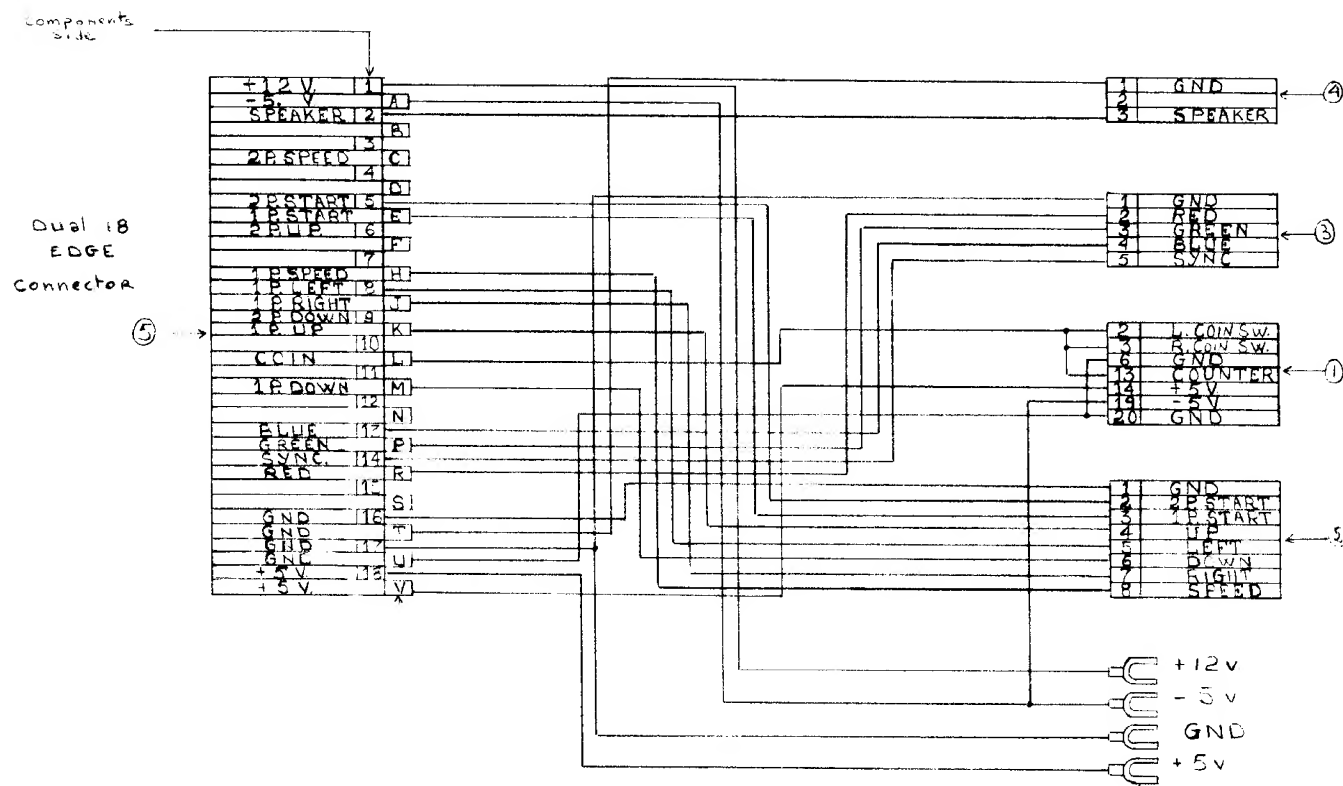 Components
side
+12V 1
-5. V A
SPEAKER 2
B
3
2P. SPEED C
4
D
2P. START 5
1P. START E
2P. UP 6
F
7
1P. SPEED H
1P. LEFT 8
1P. RIGHT J
2P. DOWN 9
1P. UP K
10
COIN L
11
1P. DOWN M
12
N
BLUE 13
GREEN P
SYNC. 14
RED R
15
S
GND 16
GND T
GND 17
GND U
+5V 18
+5V. V
Dual 18
EDGE
Connector
5
1 GND
2
3 SPEAKER
4
1 GND
2 RED
3 GREEN
4 BLUE
5 SYNC
3
2 L. COIN SW.
3 R. COIN SW.
6 GND
13 COUNTER
14 +5V
19 -5V
20 GND
1
1 GND
2 2P. START
3 1P. START
4 UP
5 LEFT
6 DOWN
7 RIGHT
8 SPEED
+12v
-5v
GND
+5v